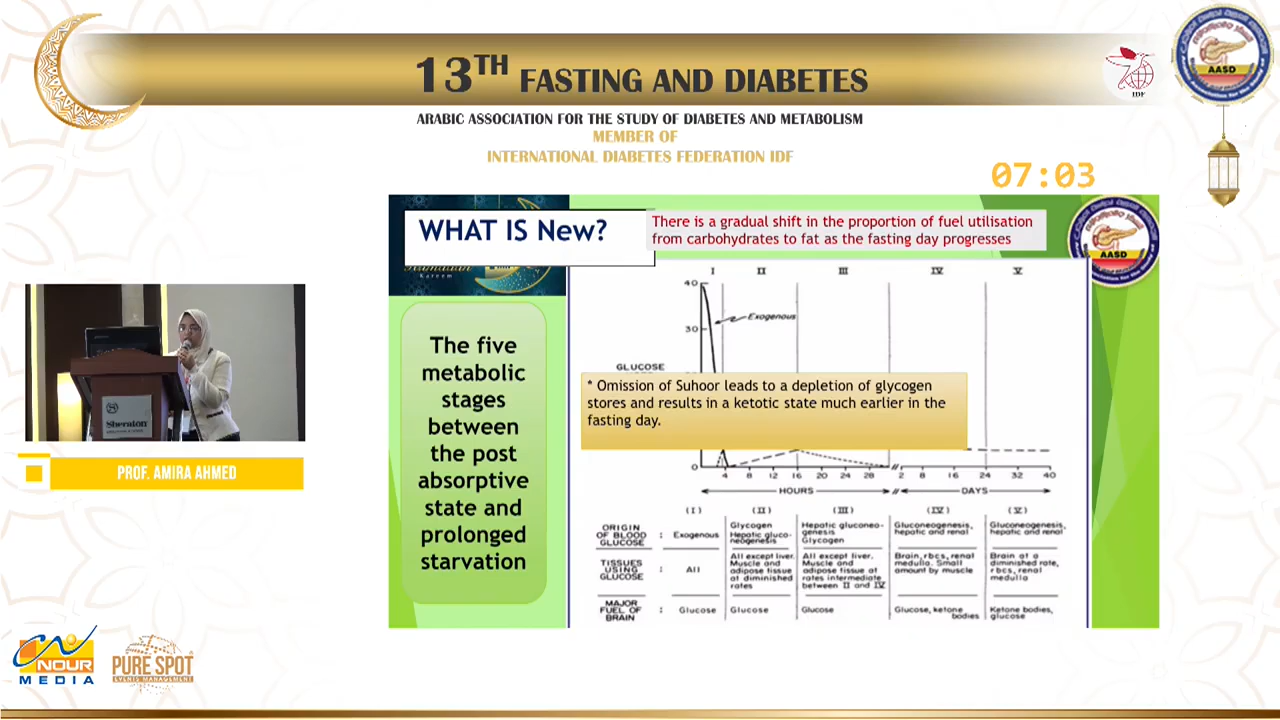 13TH FASTING AND DIABETES
ARABIC ASSOCIATION FOR THE STUDY OF DIABETES AND METABOLISM
MEMBER OF
INTERNATIONAL DIABETES FEDERATION IDF
IDF
AASD
07:03
WHAT IS New?
There is a gradual shift in the proportion of fuel utilisation
from carbohydrates to fat as the fasting day progresses
AASD
Kareem
The five
metabolic
stages
between
the post
absorptive
state and
prolonged
starvation
I II III IV V
40
Exogenous
30
GLUCOSE
* Omission of Suhoor leads to a depletion of glycogen
stores and results in a ketotic state much earlier in the
fasting day.
0
4 8 12 16 20 24 28 2 8 16 24 32 40
HOURS DAYS
(I) (II) (III) (IV) (V)
ORIGIN
OF BLOOD
GLUCOSE
: Exogenous
Glycogen
Hepatic gluco-
neogenesis
Hepatic gluconeo-
genesis
Glycogen
Gluconeogenesis,
hepatic and renal
Gluconeogenesis,
hepatic and renal
TISSUES
USING
GLUCOSE
: All
All except liver.
Muscle and
adipose tissue
at diminished
rates
All except liver.
Muscle and
adipose tissue at
rates intermediate
between II and IV
Brain, rbcs, renal
medulla. Small
amount by muscle
Brain at a
diminished rate,
rbcs, renal
medulla
MAJOR
FUEL OF
BRAIN
: Glucose
Glucose
Glucose
Glucose, ketone
bodies
Ketone bodies,
glucose
Sheraton
PROF. AMIRA AHMED
NOUR
MEDIA
PURE SPOT
EVENTS MANAGEMENT